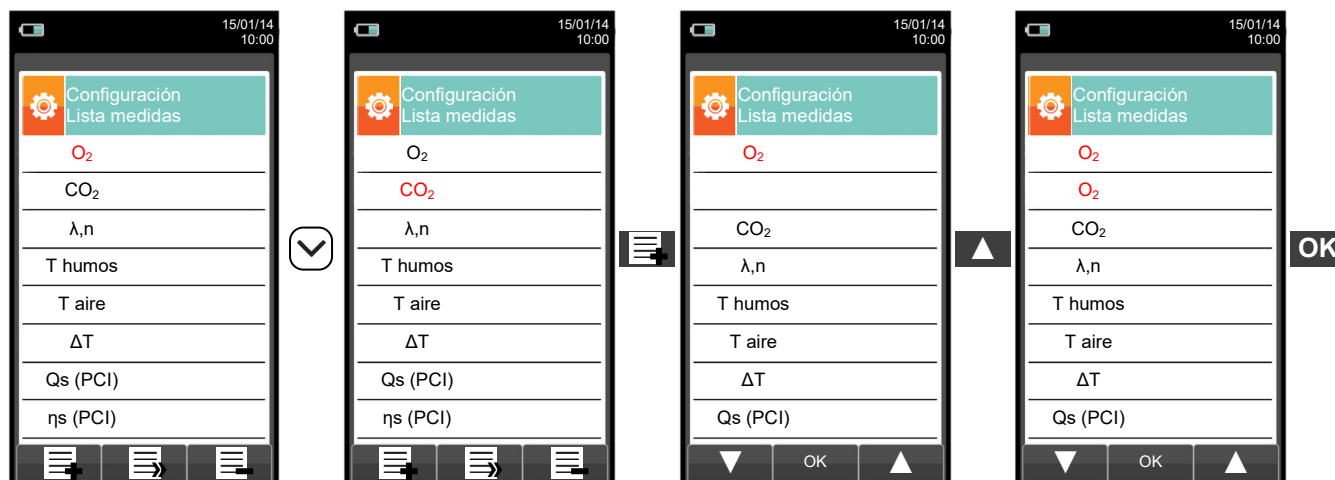 15/01/14
10:00
Configuración
Lista medidas
O₂
CO₂
λ,n
T humos
T aire
ΔT
Qs (PCI)
ηs (PCI)
15/01/14
10:00
Configuración
Lista medidas
O₂
CO₂
λ,n
T humos
T aire
ΔT
Qs (PCI)
ηs (PCI)
15/01/14
10:00
Configuración
Lista medidas
O₂
CO₂
λ,n
T humos
T aire
ΔT
Qs (PCI)
OK
15/01/14
10:00
Configuración
Lista medidas
O₂
O₂
CO₂
λ,n
T humos
T aire
ΔT
Qs (PCI)
OK
OK